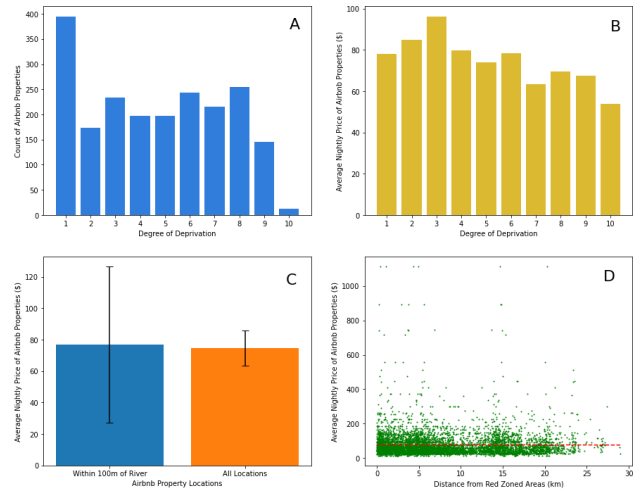 A
400
350
300
250
200
150
100
50
0
Count of Airbnb Properties
1 2 3 4 5 6 7 8 9 10
Degree of Deprivation
B
100
80
60
40
20
0
Average Nightly Price of Airbnb Properties ($)
1 2 3 4 5 6 7 8 9 10
Degree of Deprivation
C
120
100
80
60
40
20
0
Average Nightly Price of Airbnb Properties ($)
Within 100m of River All Locations
Airbnb Property Locations
D
1000
800
600
400
200
0
Average Nightly Price of Airbnb Properties ($)
0 5 10 15 20 25 30
Distance from Red Zoned Areas (km)